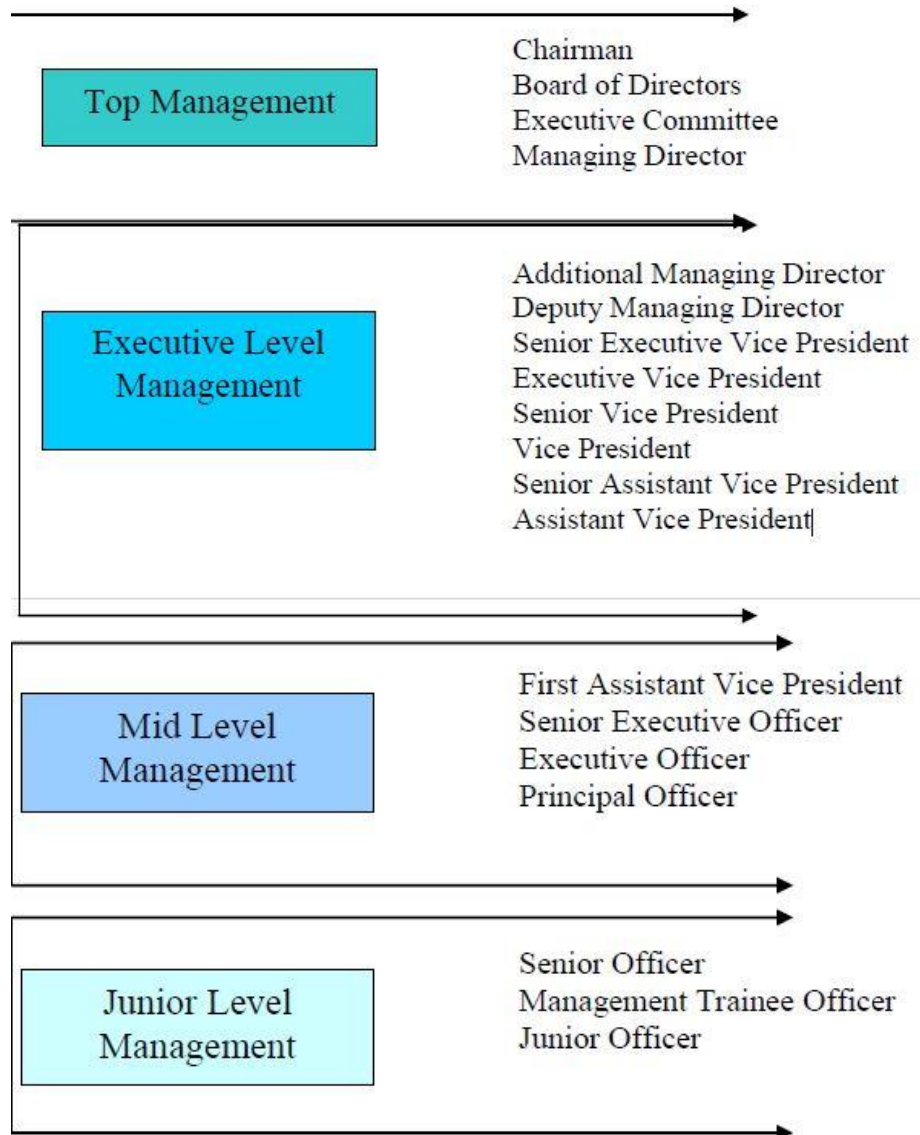 Top Management
Chairman
Board of Directors
Executive Committee
Managing Director
Executive Level
Management
Additional Managing Director
Deputy Managing Director
Senior Executive Vice President
Executive Vice President
Senior Vice President
Vice President
Senior Assistant Vice President
Assistant Vice President
Mid Level
Management
First Assistant Vice President
Senior Executive Officer
Executive Officer
Principal Officer
Junior Level
Management
Senior Officer
Management Trainee Officer
Junior Officer